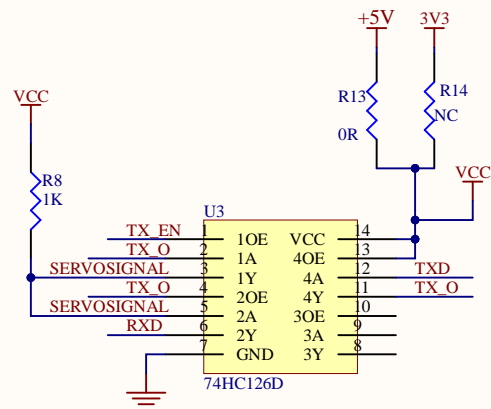 +5V 3V3
R13 R14
0R NC
VCC
R8
1K
VCC
U3
TX_EN 1 1OE VCC 14
TX_O 2 1A 4OE 13
SERVOSIGNAL 3 1Y 4A 12 TXD
TX_O 4 2OE 4Y 11 TX_O
SERVOSIGNAL 5 2A 3OE 10
RXD 6 2Y 3A 9
7 GND 3Y 8
74HC126D